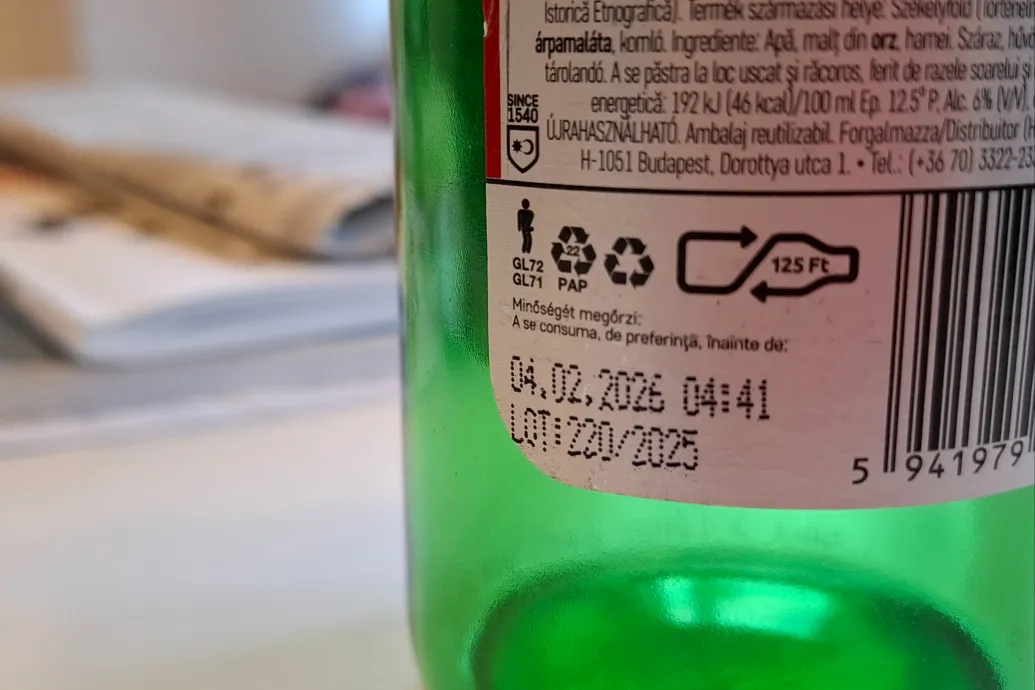 Istorică Etnografică). Termék származási helye: Székelyföld
árpamaláta, komló. Ingrediente: Apă, malț din orz, hamei. Száraz,
tárolandó. A se păstra la loc uscat și răcoros, ferit de razele soarelui
energetică: 192 kJ (46 kcal)/100 ml Ep. 12.5° P. Alc. 6% (V/V)
SINCE
1540
ÚJRAHASZNÁLHATÓ. Ambalaj reutilizabil. Forgalmazza/Distribuitor
H-1051 Budapest, Dorottya utca 1. • Tel.: (+36 70) 3322-23
GL72
GL71
22
PAP
125 Ft
Minőségét megőrzi:
A se consuma, de preferință, înainte de:
04.02.2026 04:41
LOT:220/2025
5 941979